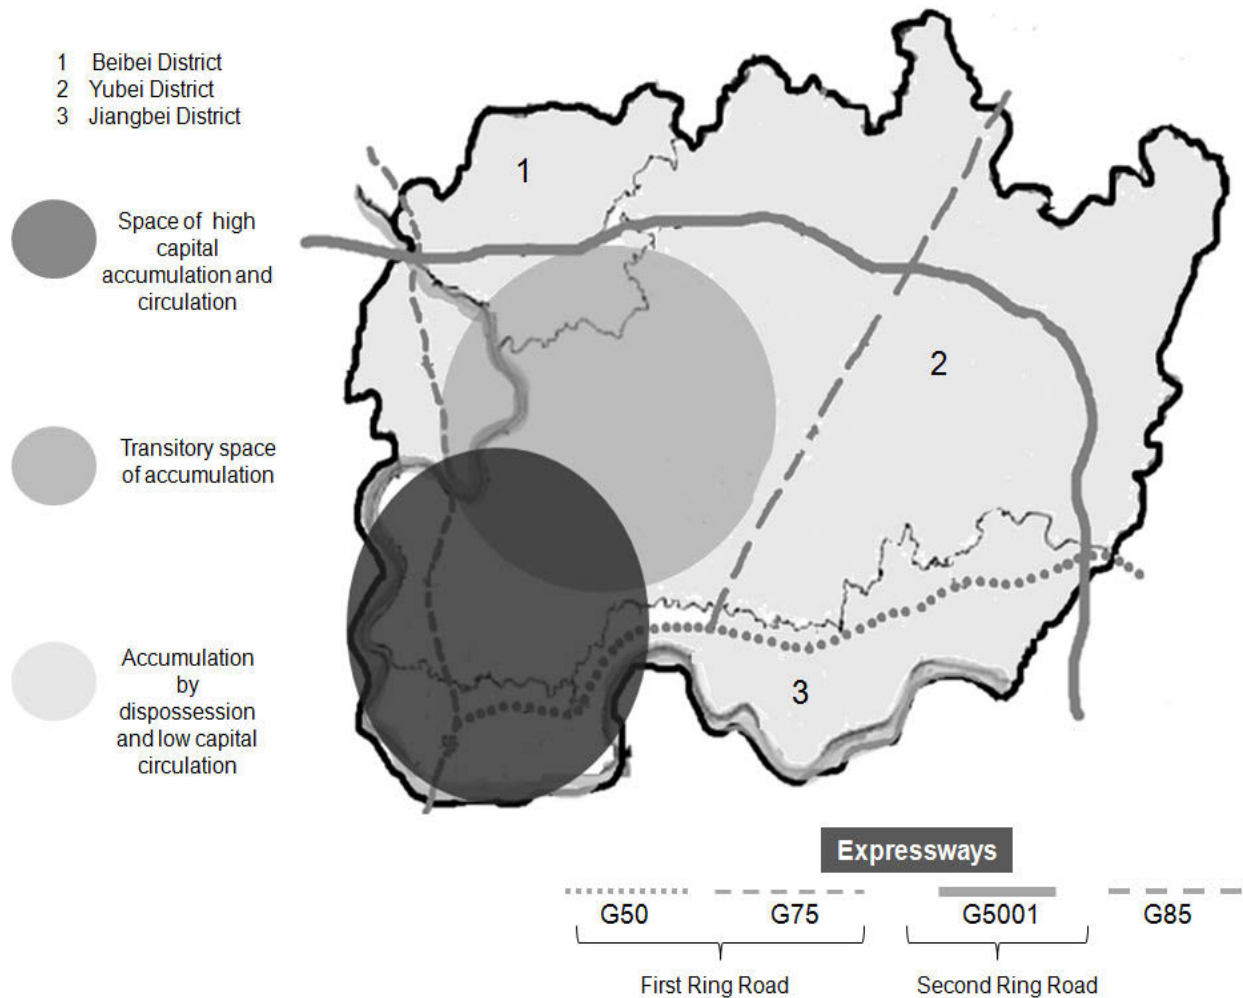 1 Beibei District
2 Yubei District
3 Jiangbei District
Space of high
capital
accumulation and
circulation
Transitory space
of accumulation
Accumulation
by
dispossession
and low capital
circulation
1
2
3
Expressways
G50 G75 G5001 G85
First Ring Road Second Ring Road